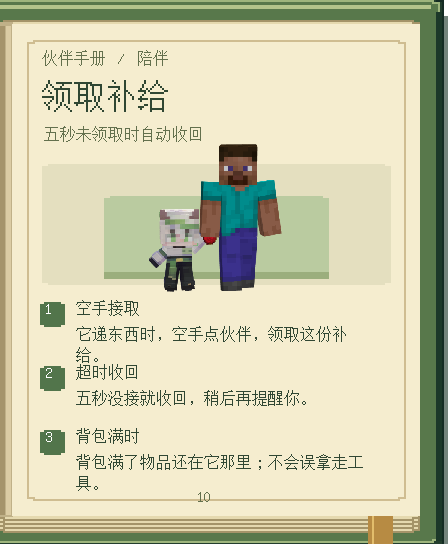 伙伴手册 / 陪伴
领取补给
五秒未领取时自动收回
1 空手接取
它递东西时，空手点伙伴，领取这份补
给。
2 超时收回
五秒没接就收回，稍后再提醒你。
3 背包满时
背包满了物品还在它那里；不会误拿走工
具。
10